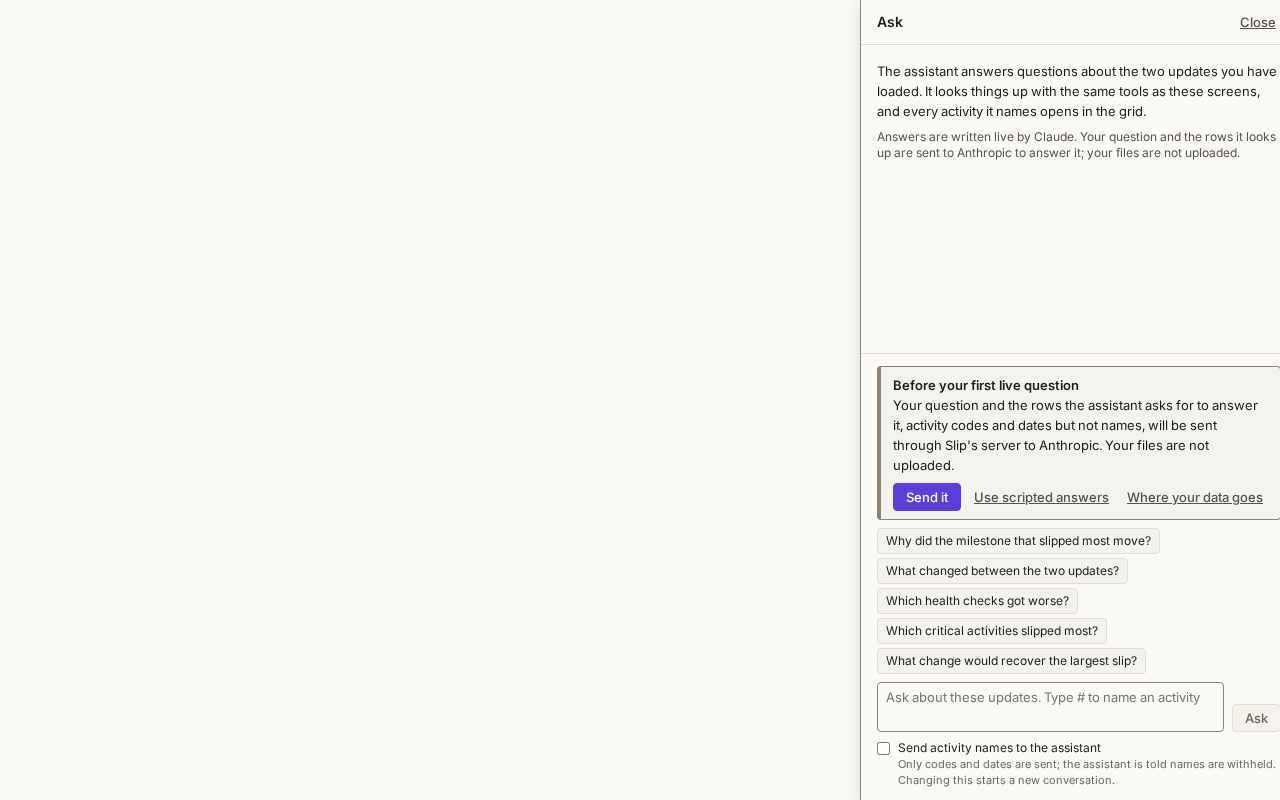 Ask
Close
The assistant answers questions about the two updates you have
loaded. It looks things up with the same tools as these screens,
and every activity it names opens in the grid.
Answers are written live by Claude. Your question and the rows it looks
up are sent to Anthropic to answer it; your files are not uploaded.
Before your first live question
Your question and the rows the assistant asks for to answer
it, activity codes and dates but not names, will be sent
through Slip's server to Anthropic. Your files are not
uploaded.
Send it
Use scripted answers
Where your data goes
Why did the milestone that slipped most move?
What changed between the two updates?
Which health checks got worse?
Which critical activities slipped most?
What change would recover the largest slip?
Ask about these updates. Type # to name an activity
Ask
Send activity names to the assistant
Only codes and dates are sent; the assistant is told names are withheld.
Changing this starts a new conversation.